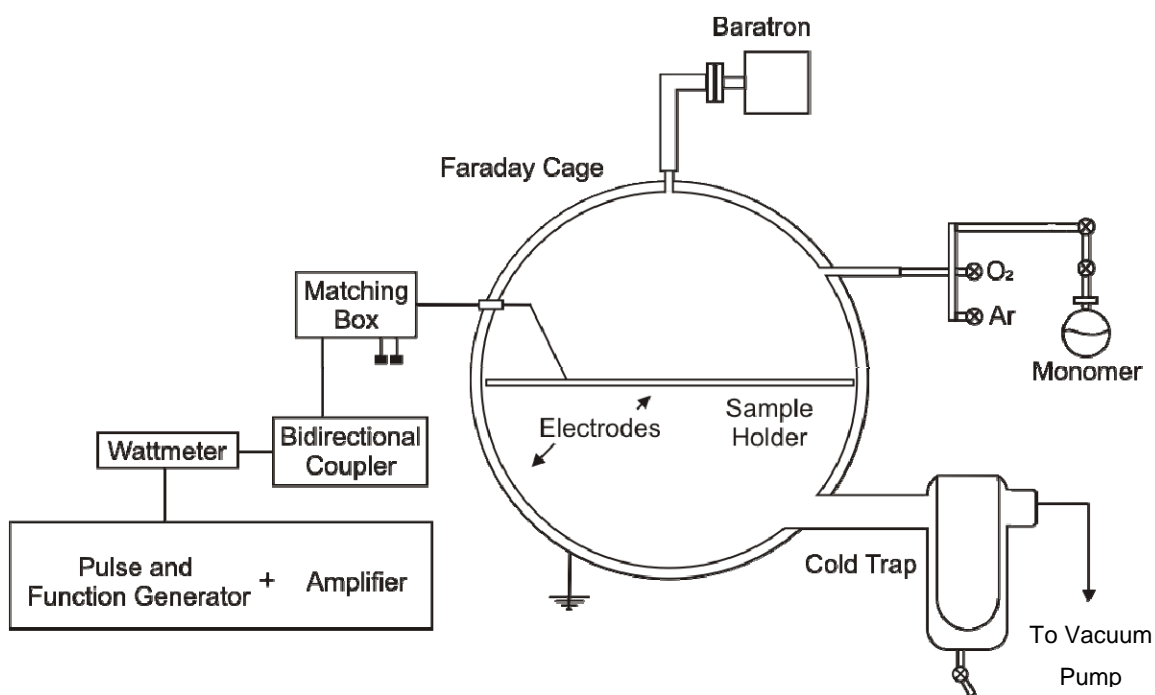 Baratron
Faraday Cage
Matching
Box
O₂
Ar
Monomer
Electrodes
Sample
Holder
Wattmeter
Bidirectional
Coupler
Pulse and
Function Generator
+
Amplifier
Cold Trap
To Vacuum
Pump